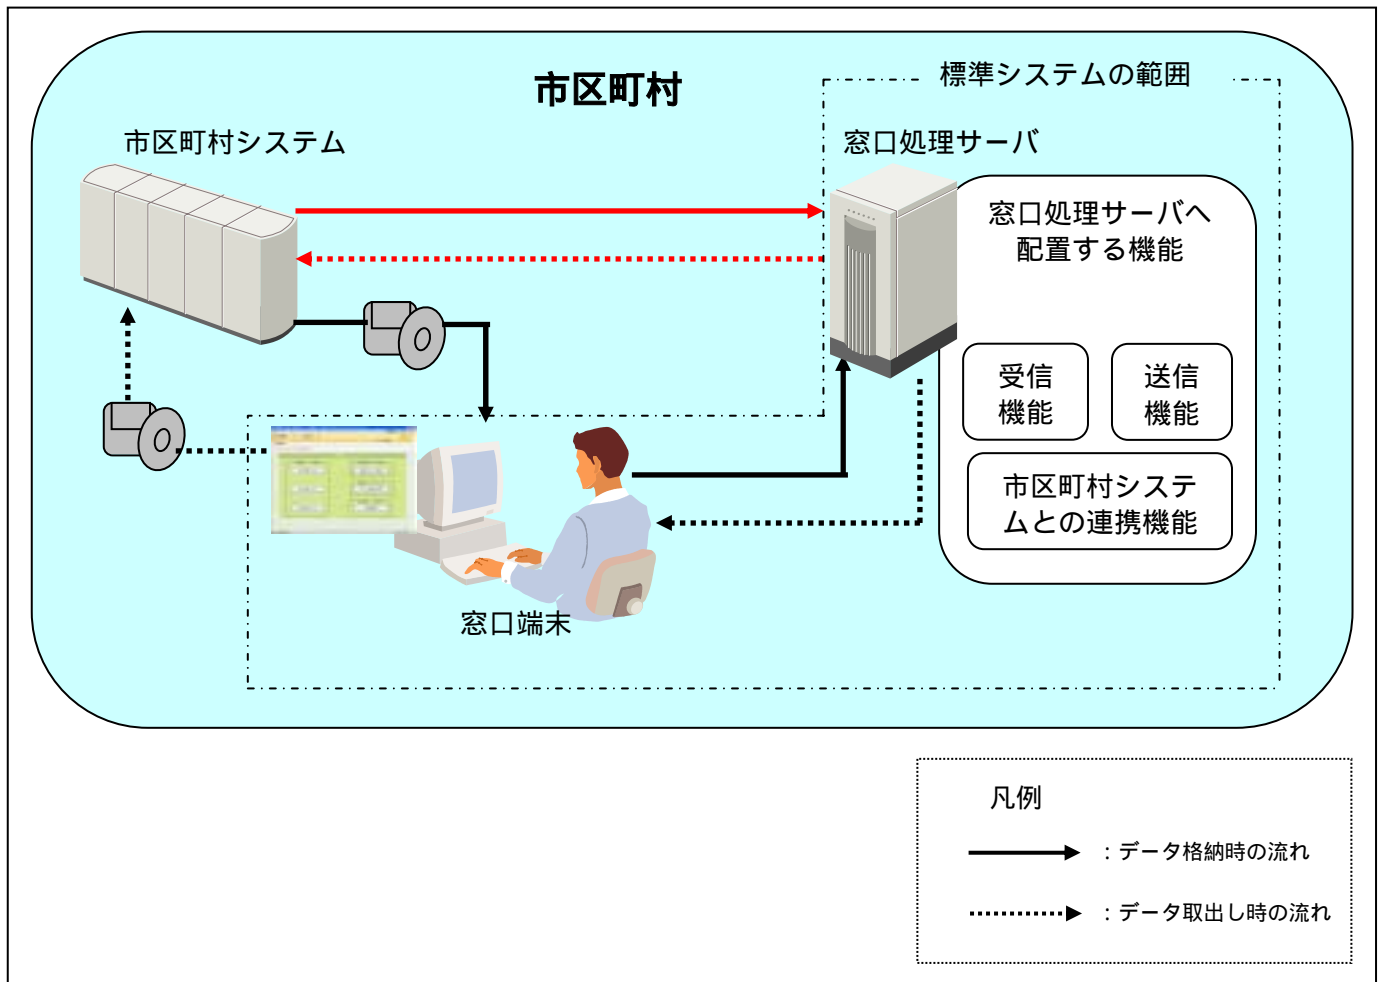 市区町村
標準システムの範囲
市区町村システム
窓口処理サーバ
窓口処理サーバへ
配置する機能
受信
機能
送信
機能
市区町村システ
ムとの連携機能
窓口端末
凡例
：データ格納時の流れ
：データ取出し時の流れ